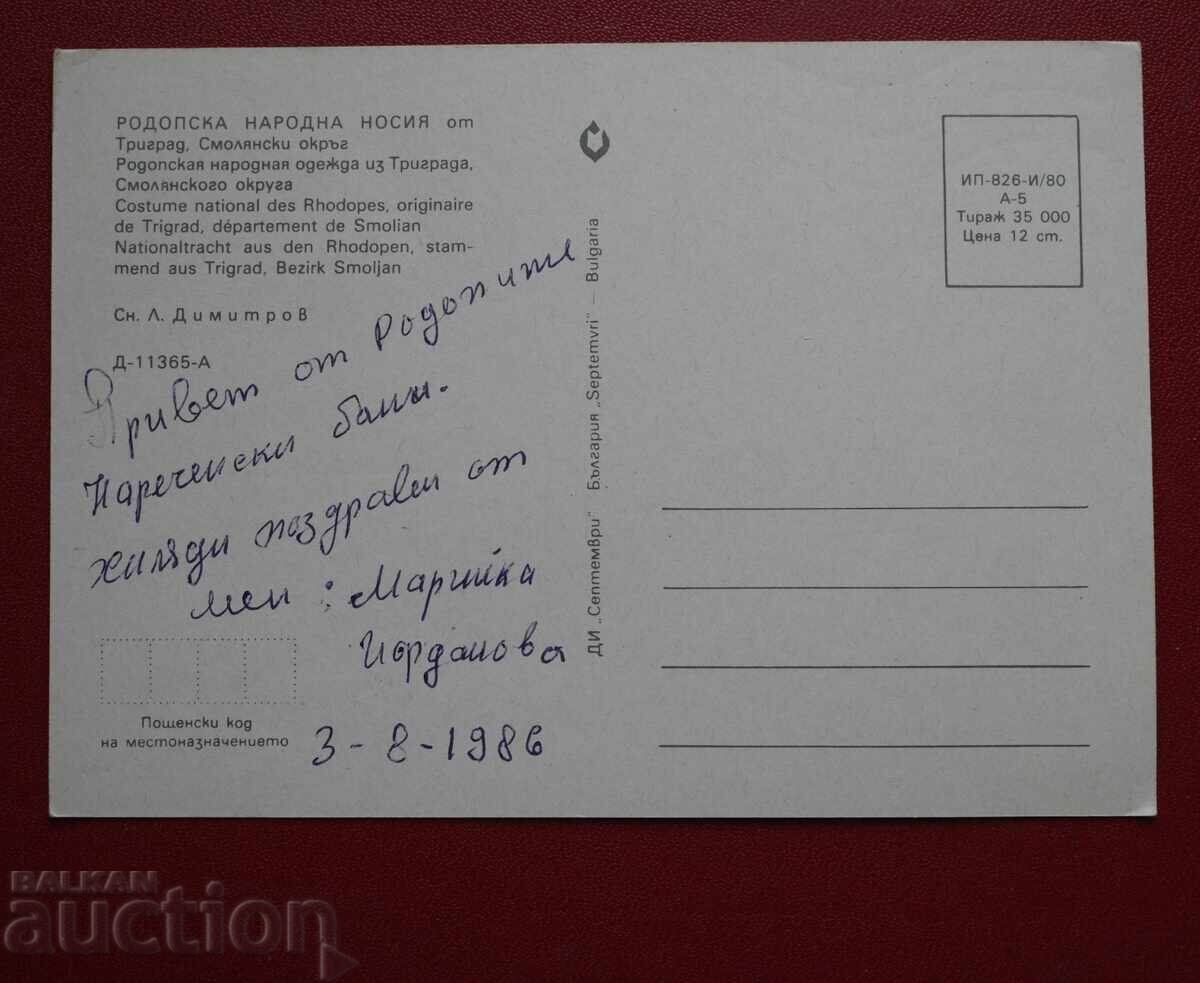 РОДОПСКА НАРОДНА НОСИЯ от
Триград, Смолянски окръг
Родопская народная одежда из Триграда,
Смолянского округа
Costume national des Rhodopes, originaire
de Trigrad, département de Smolian
Nationaltracht aus den Rhodopen, stam-
mend aus Trigrad, Bezirk Smoljan
Сн. Л. Димитров
Д-11365-А
Привет от Родопите
Нареченски бани.
хиляди поздрави от
мен : Марийка
Йорданова
3-8-1986
Пощенски код
на местоназначението
ДИ „Септември" България „Septemvri" — Bulgaria
ИП-826-И/80
А-5
Тираж 35 000
Цена 12 ст.
BALKAN
auction